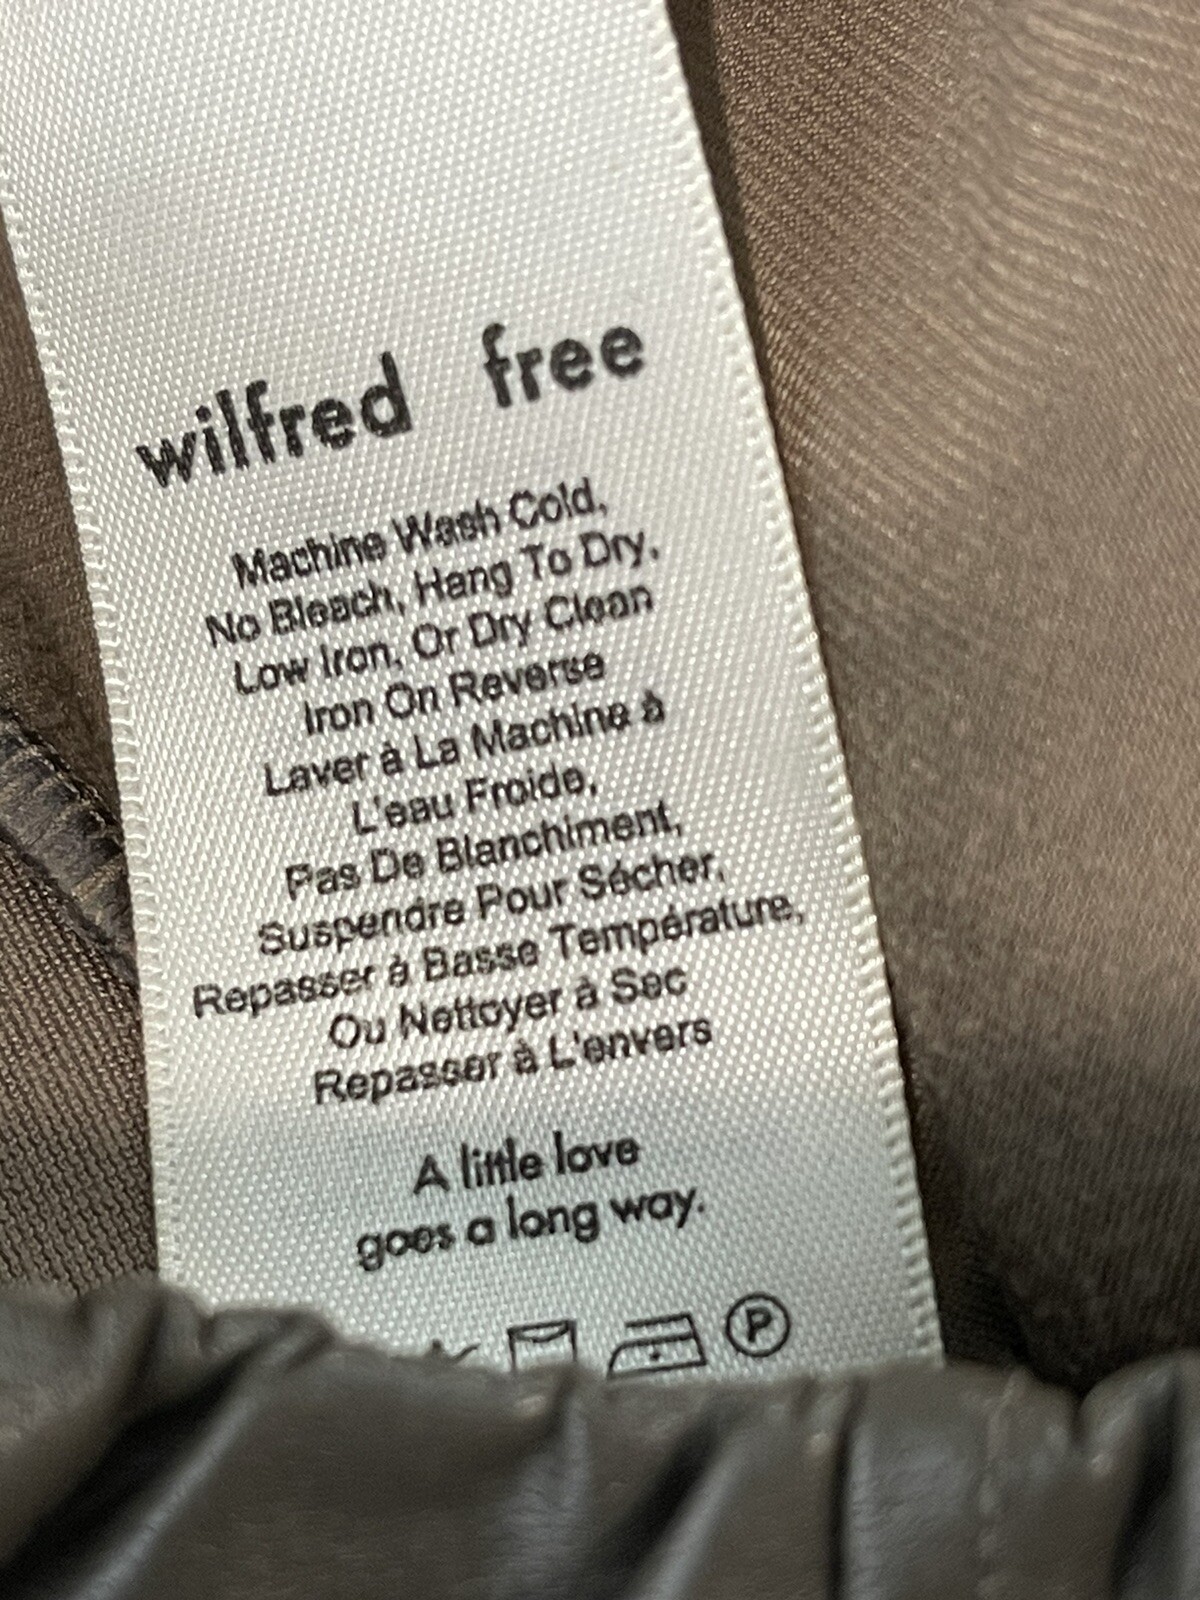 wilfred free
Machine Wash Cold,
No Bleach, Hang To Dry,
Low Iron, Or Dry Clean
Iron On Reverse
Laver à La Machine à
L'eau Froide,
Pas De Blanchiment,
Suspendre Pour Sécher,
Repasser à Basse Température,
Ou Nettoyer à Sec
Repasser à L'envers
A little love
goes a long way.
P